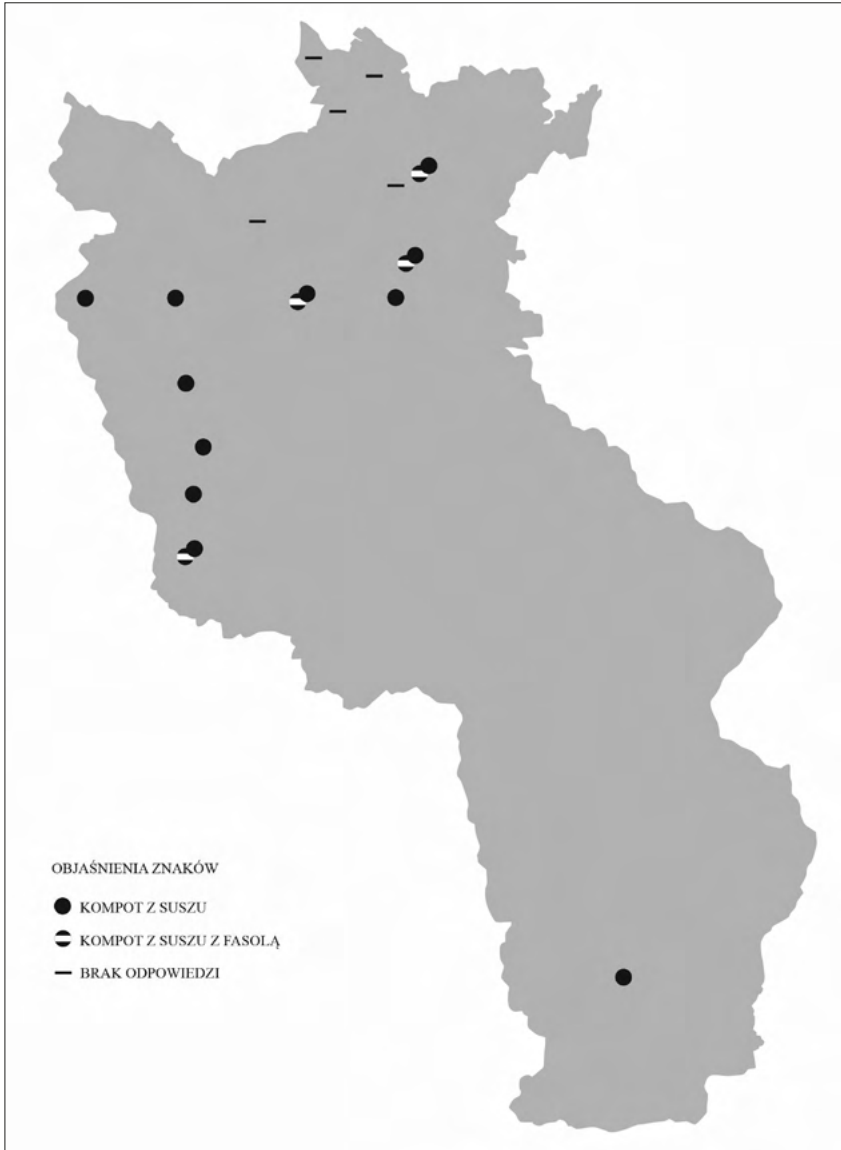 OBJAŚNIENIA ZNAKÓW
KOMPOT Z SUSZU
KOMPOT Z SUSZU Z FASOLĄ
BRAK ODPOWIEDZI